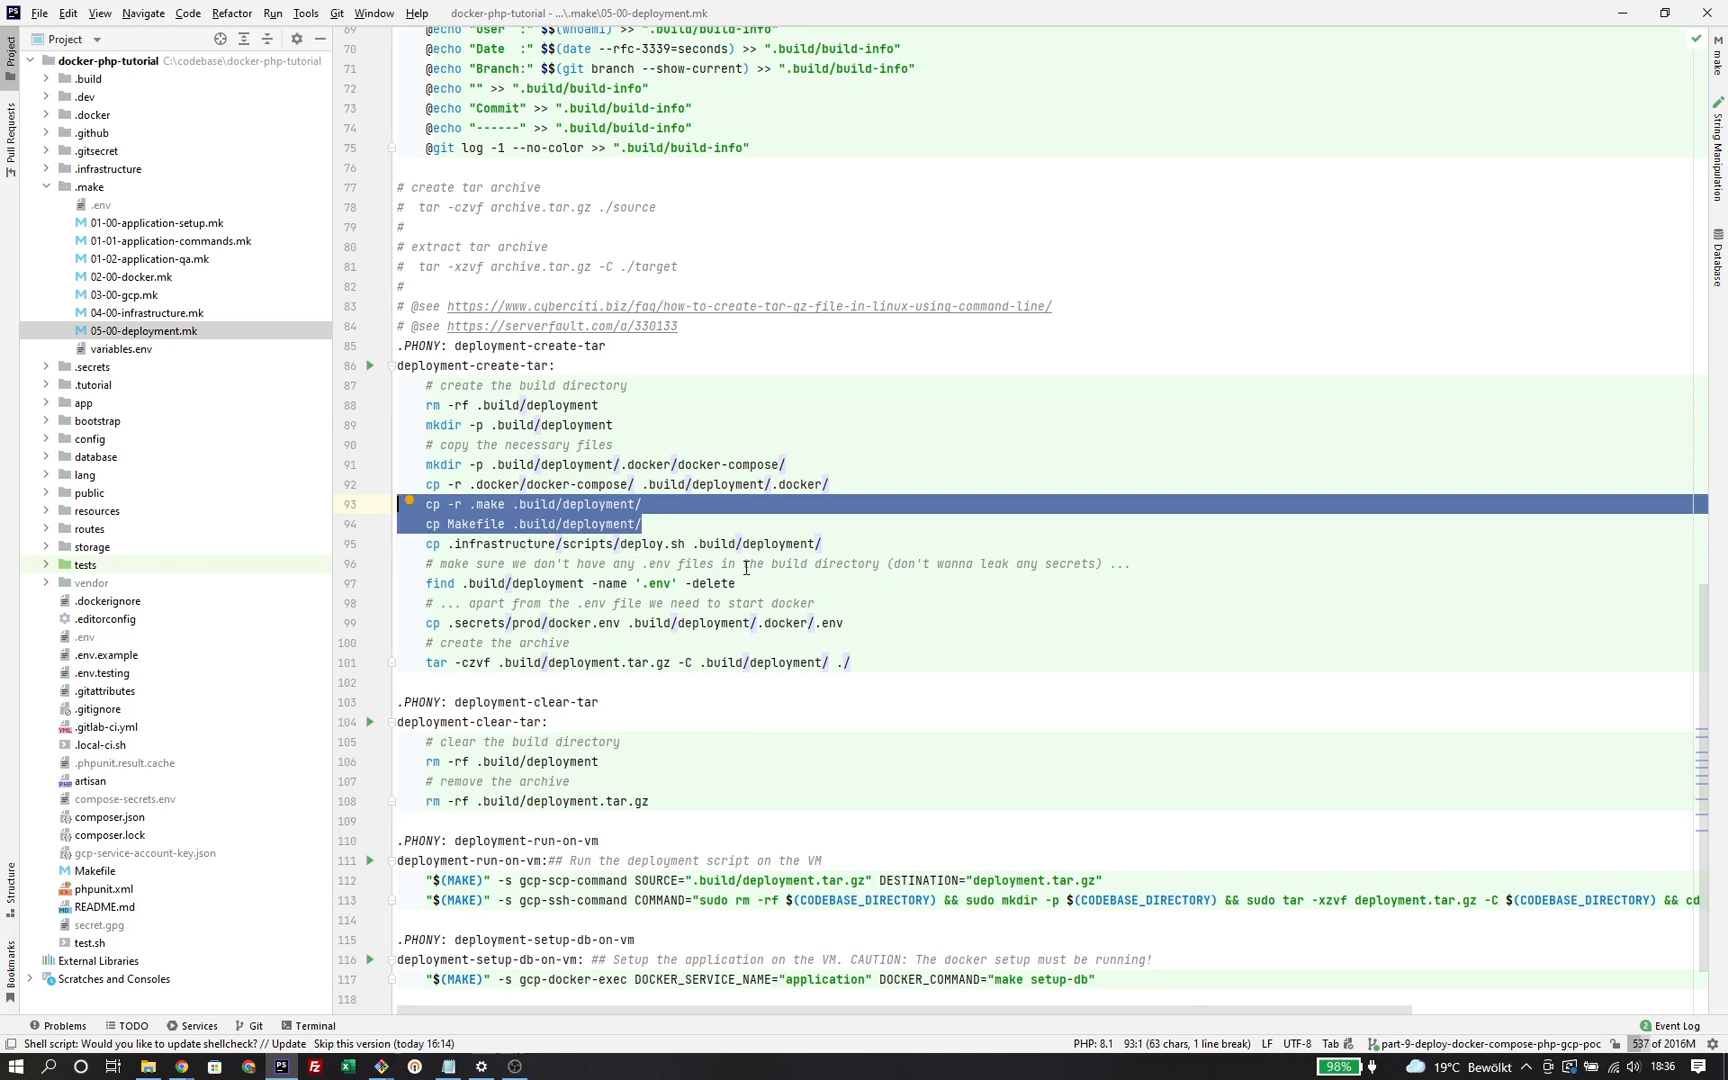 File Edit View Navigate Code Refactor Run Tools Git Window Help docker-php-tutorial - ...\.make\05-00-deployment.mk
Project
docker-php-tutorial C:\codebase\docker-php-tutorial
.build
.dev
.docker
.github
.gitsecret
.infrastructure
.make
.env
01-00-application-setup.mk
01-01-application-commands.mk
01-02-application-qa.mk
02-00-docker.mk
03-00-gcp.mk
04-00-infrastructure.mk
05-00-deployment.mk
variables.env
.secrets
.tutorial
app
bootstrap
config
database
lang
public
resources
routes
storage
tests
vendor
.dockerignore
.editorconfig
.env
.env.example
.env.testing
.gitattributes
.gitignore
.gitlab-ci.yml
.local-ci.sh
.phpunit.result.cache
artisan
compose-secrets.env
composer.json
composer.lock
gcp-service-account-key.json
Makefile
phpunit.xml
README.md
secret.gpg
test.sh
External Libraries
Scratches and Consoles
Project
Pull Requests
Structure
Bookmarks
69 @echo "User  :" $$(whoami) >> ".build/build-info"
70 @echo "Date  :" $$(date --rfc-3339=seconds) >> ".build/build-info"
71 @echo "Branch:" $$(git branch --show-current) >> ".build/build-info"
72 @echo "" >> ".build/build-info"
73 @echo "Commit" >> ".build/build-info"
74 @echo "------" >> ".build/build-info"
75 @git log -1 --no-color >> ".build/build-info"
76
77 # create tar archive
78 #  tar -czvf archive.tar.gz ./source
79 #
80 # extract tar archive
81 #  tar -xzvf archive.tar.gz -C ./target
82 #
83 # @see https://www.cyberciti.biz/faq/how-to-create-tar-gz-file-in-linux-using-command-line/
84 # @see https://serverfault.com/a/330133
85 .PHONY: deployment-create-tar
86 deployment-create-tar:
87 # create the build directory
88 rm -rf .build/deployment
89 mkdir -p .build/deployment
90 # copy the necessary files
91 mkdir -p .build/deployment/.docker/docker-compose/
92 cp -r .docker/docker-compose/ .build/deployment/.docker/
93 cp -r .make .build/deployment/
94 cp Makefile .build/deployment/
95 cp .infrastructure/scripts/deploy.sh .build/deployment/
96 # make sure we don't have any .env files in the build directory (don't wanna leak any secrets) ...
97 find .build/deployment -name '.env' -delete
98 # ... apart from the .env file we need to start docker
99 cp .secrets/prod/docker.env .build/deployment/.docker/.env
100 # create the archive
101 tar -czvf .build/deployment.tar.gz -C .build/deployment/ ./
102
103 .PHONY: deployment-clear-tar
104 deployment-clear-tar:
105 # clear the build directory
106 rm -rf .build/deployment
107 # remove the archive
108 rm -rf .build/deployment.tar.gz
109
110 .PHONY: deployment-run-on-vm
111 deployment-run-on-vm:## Run the deployment script on the VM
112 "$(MAKE)" -s gcp-scp-command SOURCE=".build/deployment.tar.gz" DESTINATION="deployment.tar.gz"
113 "$(MAKE)" -s gcp-ssh-command COMMAND="sudo rm -rf $(CODEBASE_DIRECTORY) && sudo mkdir -p $(CODEBASE_DIRECTORY) && sudo tar -xzvf deployment.tar.gz -C $(CODEBASE_DIRECTORY) && cd
114
115 .PHONY: deployment-setup-db-on-vm
116 deployment-setup-db-on-vm: ## Setup the application on the VM. CAUTION: The docker setup must be running!
117 "$(MAKE)" -s gcp-docker-exec DOCKER_SERVICE_NAME="application" DOCKER_COMMAND="make setup-db"
118
make
String Manipulation
Database
Problems TODO Services Git Terminal 2 Event Log
Shell script: Would you like to update shellcheck? // Update Skip this version (today 16:14) PHP: 8.1 93:1 (63 chars, 1 line break) LF UTF-8 Tab part-9-deploy-docker-compose-php-gcp-poc 537 of 2016M
98% 19°C Bewölkt 18:36